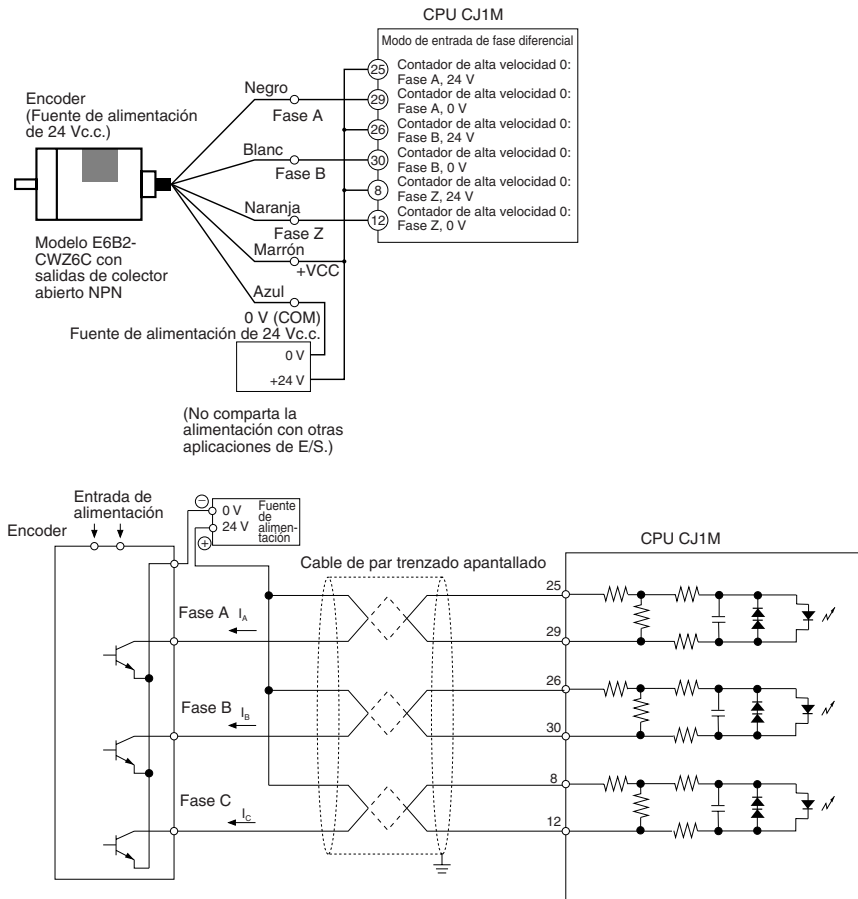 CPU CJ1M
Modo de entrada de fase diferencial
Encoder
(Fuente de alimentación
de 24 Vc.c.)
Negro
Fase A
Blanc
Fase B
Naranja
Fase Z
Marrón
+VCC
Azul
0 V (COM)
25
Contador de alta velocidad 0:
Fase A, 24 V
29
Contador de alta velocidad 0:
Fase A, 0 V
26
Contador de alta velocidad 0:
Fase B, 24 V
30
Contador de alta velocidad 0:
Fase B, 0 V
8
Contador de alta velocidad 0:
Fase Z, 24 V
12
Contador de alta velocidad 0:
Fase Z, 0 V
Modelo E6B2-
CWZ6C con
salidas de colector
abierto NPN
Fuente de alimentación de 24 Vc.c.
0 V
+24 V
(No comparta la
alimentación con otras
aplicaciones de E/S.)
Entrada de
alimentación
Encoder
−
0 V
24 V
+
Fuente
de
alimen-
tación
Cable de par trenzado apantallado
CPU CJ1M
Fase A
IA
25
29
Fase B
IB
26
30
Fase C
IC
8
12